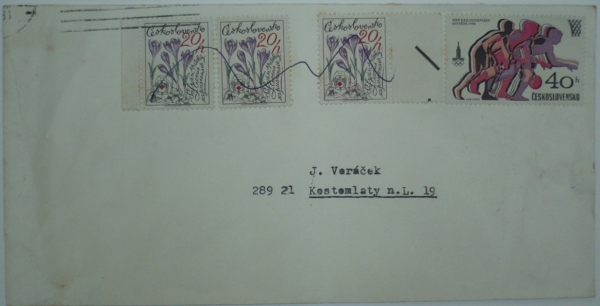 Československo
20h
Československo
20h
Československo
20h
40h
ČESKOSLOVENSKO
J. Voráček
289 21 Kostomlaty n.L. 19